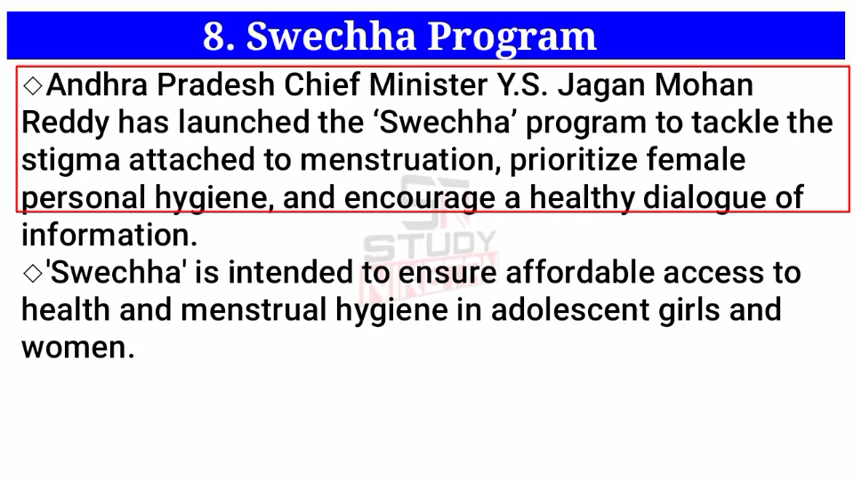 8. Swechha Program
◇Andhra Pradesh Chief Minister Y.S. Jagan Mohan
Reddy has launched the ‘Swechha’ program to tackle the
stigma attached to menstruation, prioritize female
personal hygiene, and encourage a healthy dialogue of
information.
◇'Swechha' is intended to ensure affordable access to
health and menstrual hygiene in adolescent girls and
women.
STUDY